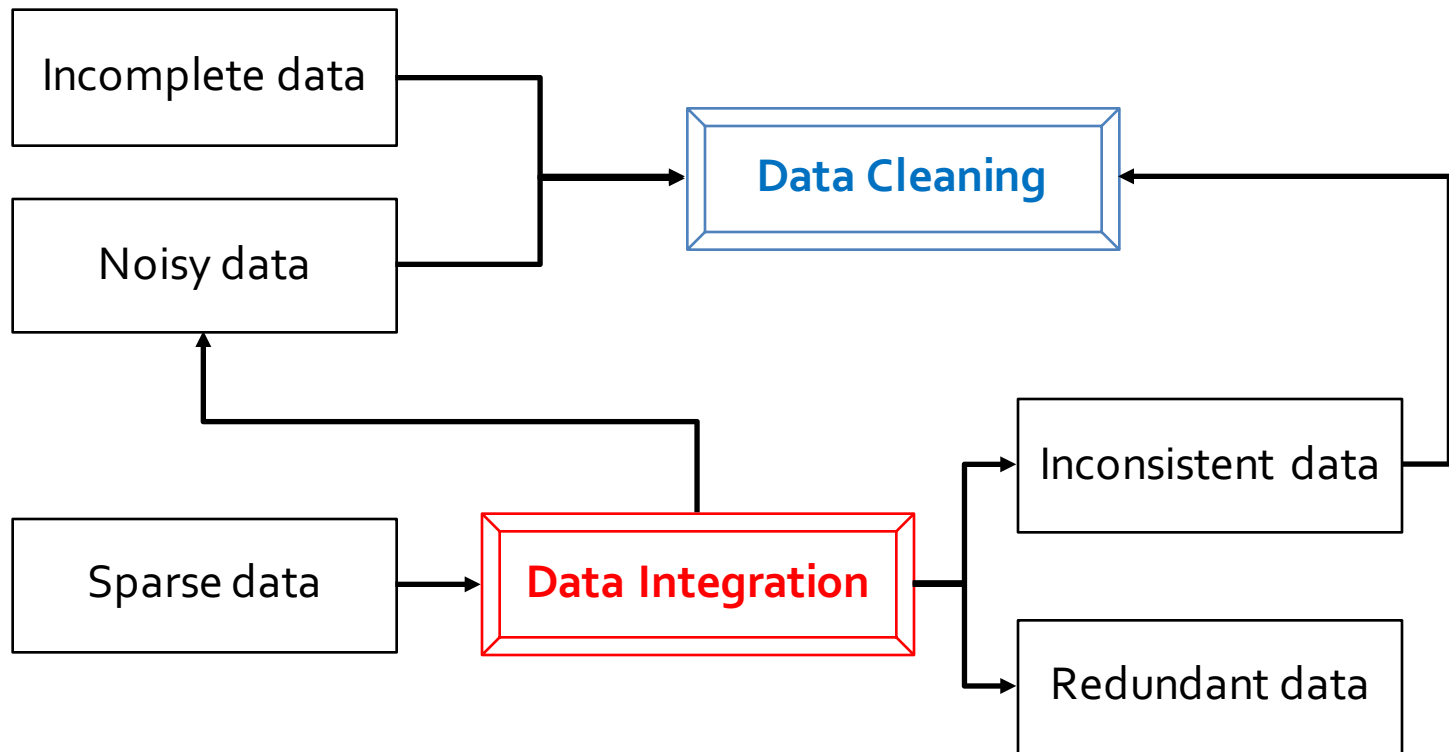 Incomplete data
Data Cleaning
Noisy data
Inconsistent data
Sparse data
Data Integration
Redundant data